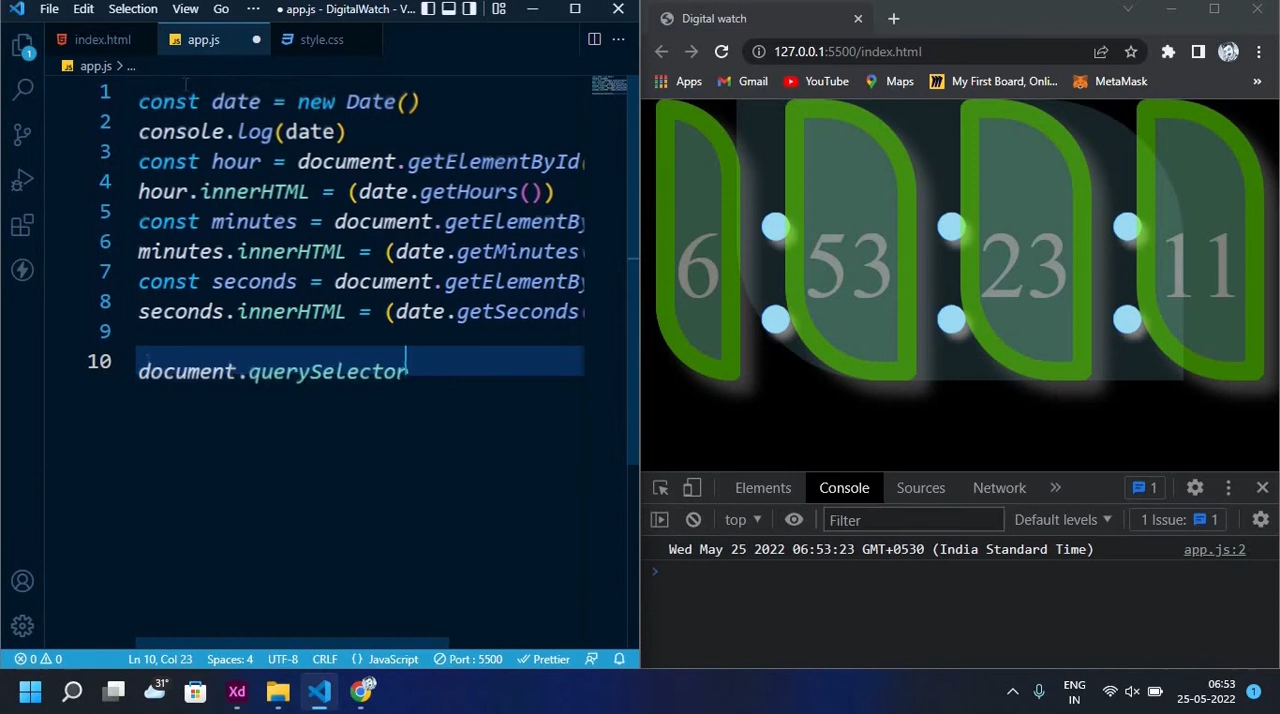 File Edit Selection View Go ··· ● app.js - DigitalWatch - V...
index.html app.js ● style.css ···
app.js > ...
1 const date = new Date()
2 console.log(date)
3 const hour = document.getElementById(
4 hour.innerHTML = (date.getHours())
5 const minutes = document.getElementBy
6 minutes.innerHTML = (date.getMinutes(
7 const seconds = document.getElementBy
8 seconds.innerHTML = (date.getSeconds(
9
10 document.querySelector
1
0 0 Ln 10, Col 23 Spaces: 4 UTF-8 CRLF {} JavaScript Port : 5500 Prettier
Digital watch
127.0.0.1:5500/index.html
Apps Gmail YouTube Maps My First Board, Onli... MetaMask »
6 53 23 11
Elements Console Sources Network » 1
top Filter Default levels 1 Issue: 1
Wed May 25 2022 06:53:23 GMT+0530 (India Standard Time) app.js:2
31° Xd ENG IN 06:53 25-05-2022 1